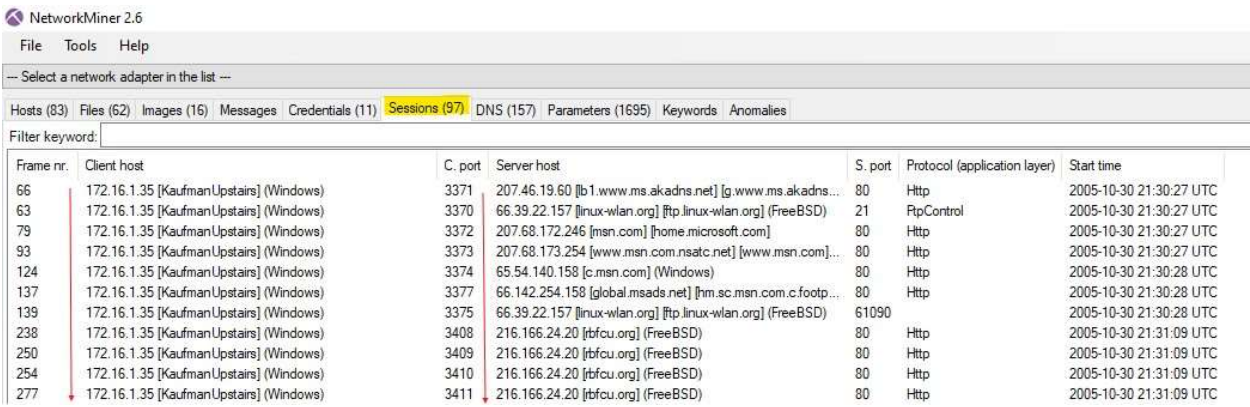 NetworkMiner 2.6
File Tools Help
--- Select a network adapter in the list ---
Hosts (83) Files (62) Images (16) Messages Credentials (11) Sessions (97) DNS (157) Parameters (1695) Keywords Anomalies
Filter keyword:
Frame nr. Client host C. port Server host S. port Protocol (application layer) Start time
66 172.16.1.35 [KaufmanUpstairs] (Windows) 3371 207.46.19.60 [lb1.www.ms.akadns.net] [g.www.ms.akadns... 80 Http 2005-10-30 21:30:27 UTC
63 172.16.1.35 [KaufmanUpstairs] (Windows) 3370 66.39.22.157 [linux-wlan.org] [ftp.linux-wlan.org] (FreeBSD) 21 FtpControl 2005-10-30 21:30:27 UTC
79 172.16.1.35 [KaufmanUpstairs] (Windows) 3372 207.68.172.246 [msn.com] [home.microsoft.com] 80 Http 2005-10-30 21:30:27 UTC
93 172.16.1.35 [KaufmanUpstairs] (Windows) 3373 207.68.173.254 [www.msn.com.nsatc.net] [www.msn.com]... 80 Http 2005-10-30 21:30:27 UTC
124 172.16.1.35 [KaufmanUpstairs] (Windows) 3374 65.54.140.158 [c.msn.com] (Windows) 80 Http 2005-10-30 21:30:28 UTC
137 172.16.1.35 [KaufmanUpstairs] (Windows) 3377 66.142.254.158 [global.msads.net] [hm.sc.msn.com.c.footp... 80 Http 2005-10-30 21:30:28 UTC
139 172.16.1.35 [KaufmanUpstairs] (Windows) 3375 66.39.22.157 [linux-wlan.org] [ftp.linux-wlan.org] (FreeBSD) 61090 2005-10-30 21:30:28 UTC
238 172.16.1.35 [KaufmanUpstairs] (Windows) 3408 216.166.24.20 [rbfcu.org] (FreeBSD) 80 Http 2005-10-30 21:31:09 UTC
250 172.16.1.35 [KaufmanUpstairs] (Windows) 3409 216.166.24.20 [rbfcu.org] (FreeBSD) 80 Http 2005-10-30 21:31:09 UTC
254 172.16.1.35 [KaufmanUpstairs] (Windows) 3410 216.166.24.20 [rbfcu.org] (FreeBSD) 80 Http 2005-10-30 21:31:09 UTC
277 172.16.1.35 [KaufmanUpstairs] (Windows) 3411 216.166.24.20 [rbfcu.org] (FreeBSD) 80 Http 2005-10-30 21:31:09 UTC